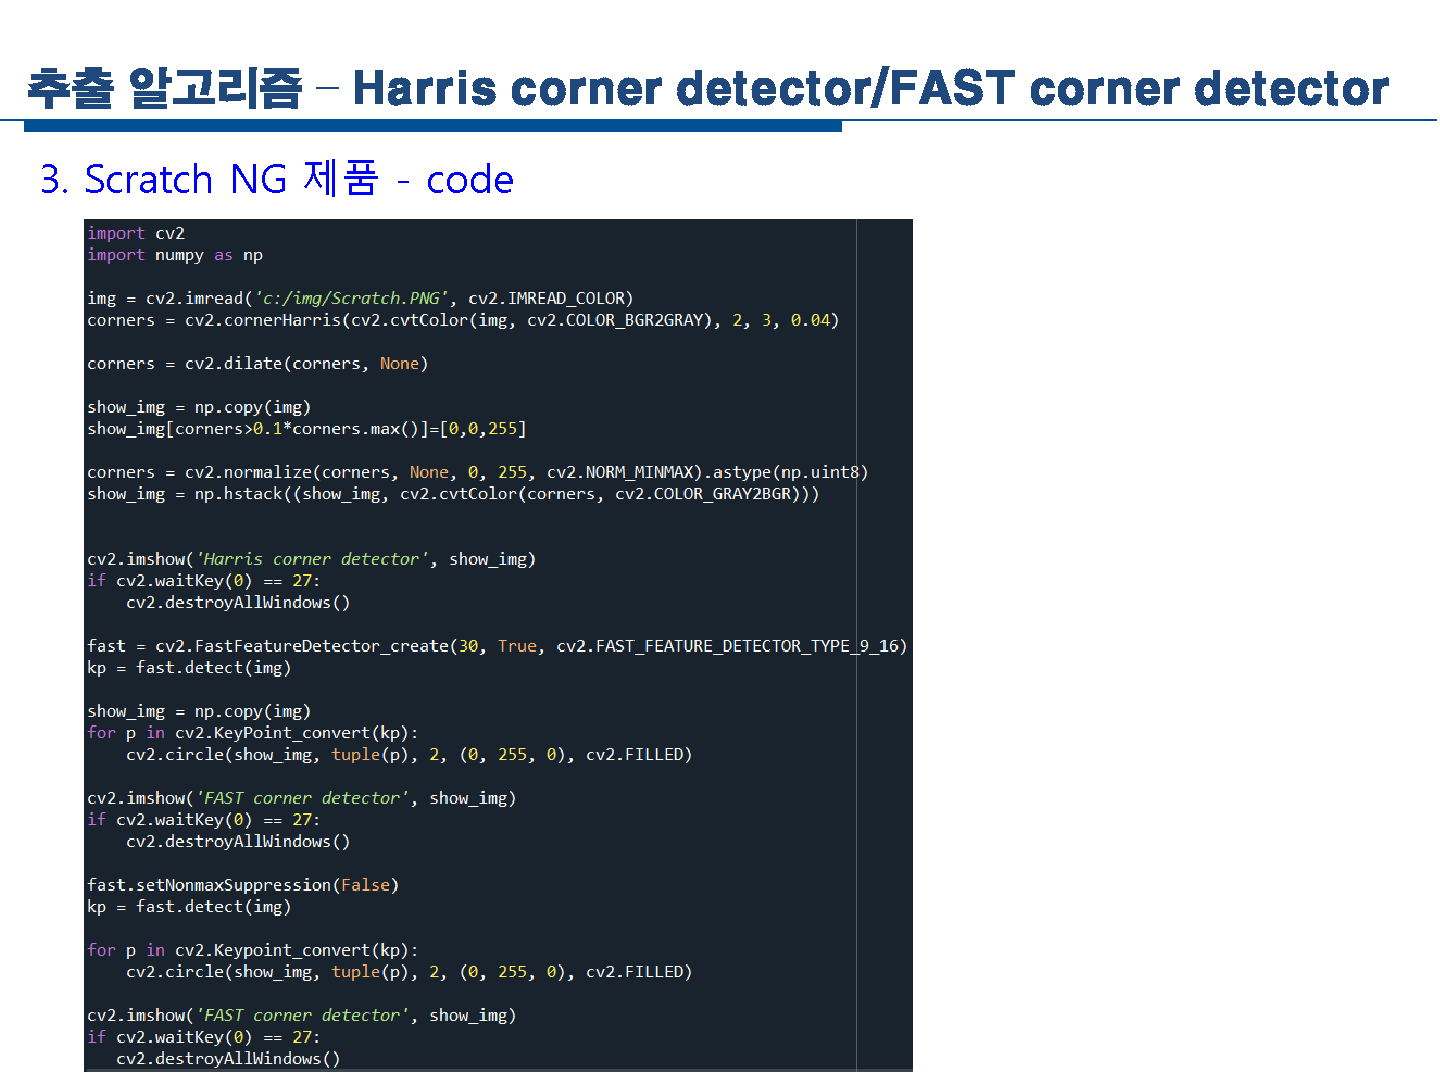 추출 알고리즘 – Harris corner detector/FAST corner detector
3. Scratch NG 제품 - code
import cv2
import numpy as np
img = cv2.imread('c:/img/Scratch.PNG', cv2.IMREAD_COLOR)
corners = cv2.cornerHarris(cv2.cvtColor(img, cv2.COLOR_BGR2GRAY), 2, 3, 0.04)
corners = cv2.dilate(corners, None)
show_img = np.copy(img)
show_img[corners>0.1*corners.max()]=[0,0,255]
corners = cv2.normalize(corners, None, 0, 255, cv2.NORM_MINMAX).astype(np.uint8)
show_img = np.hstack((show_img, cv2.cvtColor(corners, cv2.COLOR_GRAY2BGR)))
cv2.imshow('Harris corner detector', show_img)
if cv2.waitKey(0) == 27:
    cv2.destroyAllWindows()
fast = cv2.FastFeatureDetector_create(30, True, cv2.FAST_FEATURE_DETECTOR_TYPE_9_16)
kp = fast.detect(img)
show_img = np.copy(img)
for p in cv2.KeyPoint_convert(kp):
    cv2.circle(show_img, tuple(p), 2, (0, 255, 0), cv2.FILLED)
cv2.imshow('FAST corner detector', show_img)
if cv2.waitKey(0) == 27:
    cv2.destroyAllWindows()
fast.setNonmaxSuppression(False)
kp = fast.detect(img)
for p in cv2.Keypoint_convert(kp):
    cv2.circle(show_img, tuple(p), 2, (0, 255, 0), cv2.FILLED)
cv2.imshow('FAST corner detector', show_img)
if cv2.waitKey(0) == 27:
   cv2.destroyAllWindows()